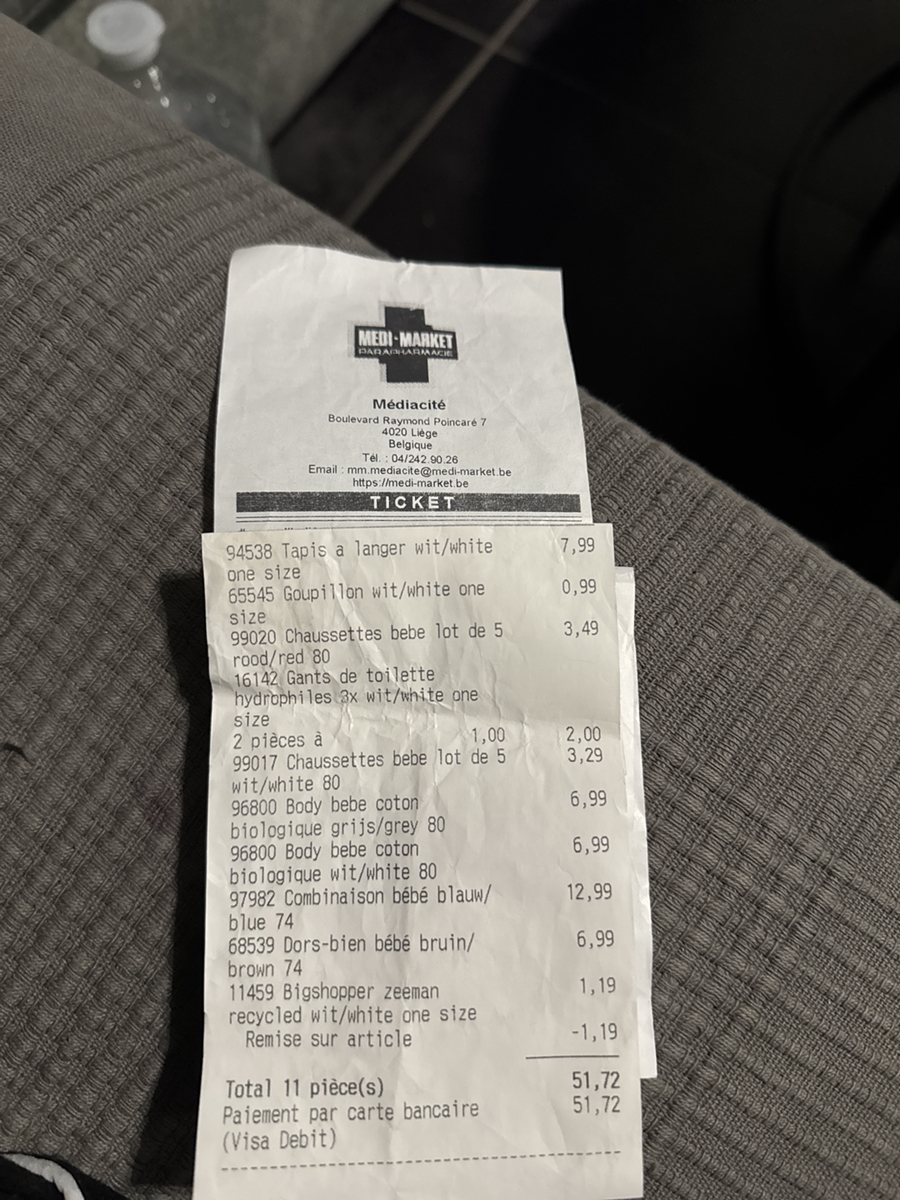 MEDI-MARKET
PARAPHARMACIE
Médiacité
Boulevard Raymond Poincaré 7
4020 Liège
Belgique
Tél. : 04/242.90.26
Email : mm.mediacite@medi-market.be
https://medi-market.be
TICKET
94538 Tapis a langer wit/white 7,99
one size
65545 Goupillon wit/white one 0,99
size
99020 Chaussettes bebe lot de 5 3,49
rood/red 80
16142 Gants de toilette
hydrophiles 3x wit/white one
size
2 pièces à 1,00 2,00
99017 Chaussettes bebe lot de 5 3,29
wit/white 80
96800 Body bebe coton 6,99
biologique grijs/grey 80
96800 Body bebe coton 6,99
biologique wit/white 80
97982 Combinaison bébé blauw/ 12,99
blue 74
68539 Dors-bien bébé bruin/ 6,99
brown 74
11459 Bigshopper zeeman 1,19
recycled wit/white one size
Remise sur article -1,19
Total 11 pièce(s) 51,72
Paiement par carte bancaire 51,72
(Visa Debit)